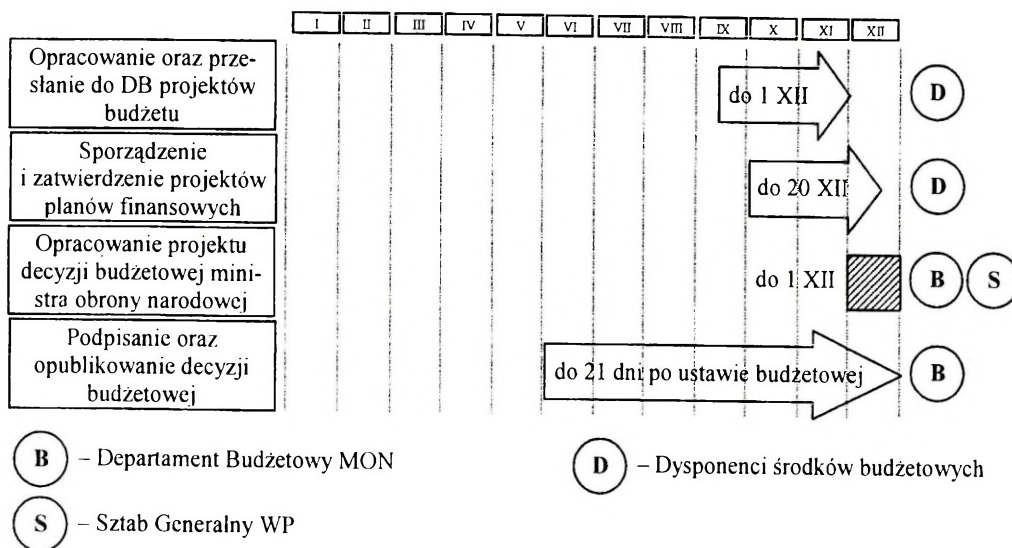 I II III IV V VI VII VIII IX X XI XII
Opracowanie oraz prze-
słanie do DB projektów
budżetu
do 1 XII
D
Sporządzenie
i zatwierdzenie projektów
planów finansowych
do 20 XII
D
Opracowanie projektu
decyzji budżetowej mini-
stra obrony narodowej
do 1 XII
B S
Podpisanie oraz
opublikowanie decyzji
budżetowej
do 21 dni po ustawie budżetowej
B
B – Departament Budżetowy MON
D – Dysponenci środków budżetowych
S – Sztab Generalny WP